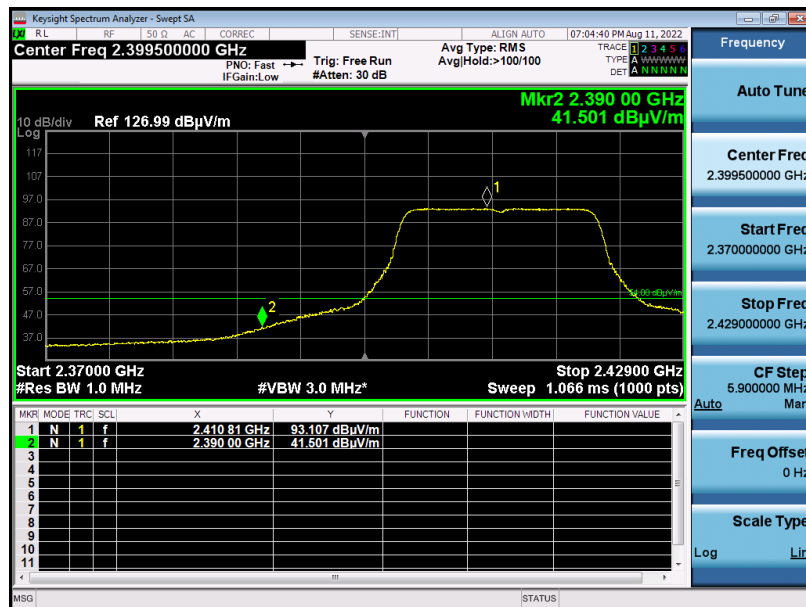 Keysight Spectrum Analyzer - Swept SA
LXI RL RF 50 Ω AC CORREC SENSE:INT ALIGN AUTO 07:04:40 PM Aug 11, 2022
Center Freq 2.399500000 GHz
PNO: Fast
IFGain:Low
Trig: Free Run
#Atten: 30 dB
Avg Type: RMS
Avg|Hold:>100/100
TRACE 1 2 3 4 5 6
TYPE A WWWWW
DET A N N N N N
Mkr2 2.390 00 GHz
41.501 dBµV/m
10 dB/div Ref 126.99 dBµV/m
Log
117
107
97.0
87.0
77.0
67.0
57.0
47.0
37.0
1
2
54.00 dBµV/m
Start 2.37000 GHz Stop 2.42900 GHz
#Res BW 1.0 MHz #VBW 3.0 MHz* Sweep 1.066 ms (1000 pts)
MKR MODE TRC SCL X Y FUNCTION FUNCTION WIDTH FUNCTION VALUE
1 N 1 f 2.410 81 GHz 93.107 dBµV/m
2 N 1 f 2.390 00 GHz 41.501 dBµV/m
3
4
5
6
7
8
9
10
11
MSG STATUS
Frequency
Auto Tune
Center Freq
2.399500000 GHz
Start Freq
2.370000000 GHz
Stop Freq
2.429000000 GHz
CF Step
5.900000 MHz
Auto Man
Freq Offset
0 Hz
Scale Type
Log Lin